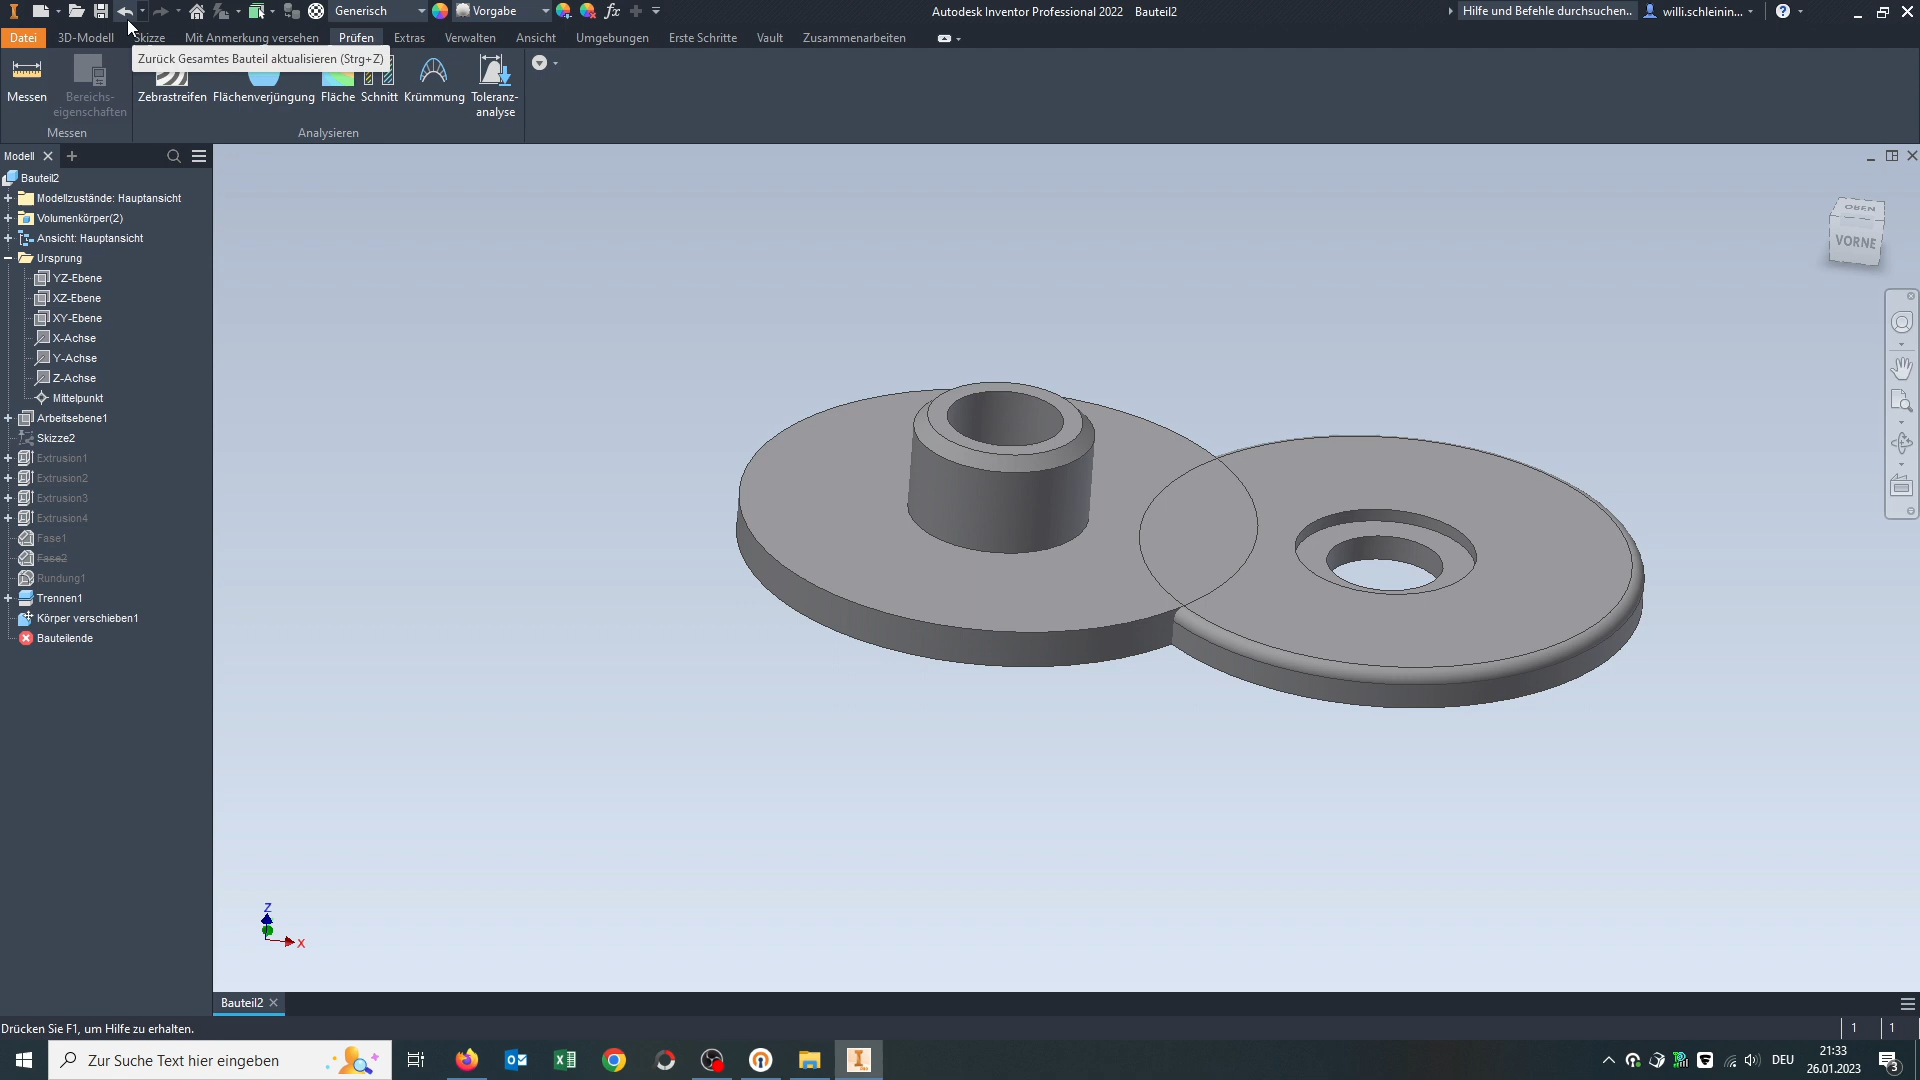 Generisch
Vorgabe
fx
Autodesk Inventor Professional 2022 Bauteil2
Hilfe und Befehle durchsuchen..
willi.schleinin...
Datei
3D-Modell
Skizze
Mit Anmerkung versehen
Prüfen
Extras
Verwalten
Ansicht
Umgebungen
Erste Schritte
Vault
Zusammenarbeiten
Zurück Gesamtes Bauteil aktualisieren (Strg+Z)
Messen
Bereichs-
eigenschaften
Zebrastreifen
Flächenverjüngung
Fläche
Schnitt
Krümmung
Toleranz-
analyse
Messen
Analysieren
Modell
Bauteil2
Modellzustände: Hauptansicht
Volumenkörper(2)
Ansicht: Hauptansicht
Ursprung
YZ-Ebene
XZ-Ebene
XY-Ebene
X-Achse
Y-Achse
Z-Achse
Mittelpunkt
Arbeitsebene1
Skizze2
Extrusion1
Extrusion2
Extrusion3
Extrusion4
Fase1
Fase2
Rundung1
Trennen1
Körper verschieben1
Bauteilende
OBEN
VORNE
Z
X
Bauteil2
Drücken Sie F1, um Hilfe zu erhalten.
1
1
Zur Suche Text hier eingeben
DEU
21:33
26.01.2023
3